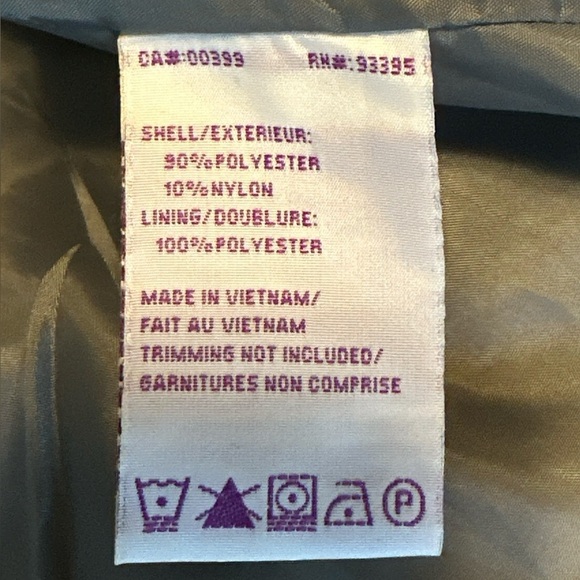 CA#:00399 RN#:93395
SHELL/EXTERIEUR:
90%POLYESTER
10%NYLON
LINING/DOUBLURE:
100%POLYESTER
MADE IN VIETNAM/
FAIT AU VIETNAM
TRIMMING NOT INCLUDED/
GARNITURES NON COMPRISE
P